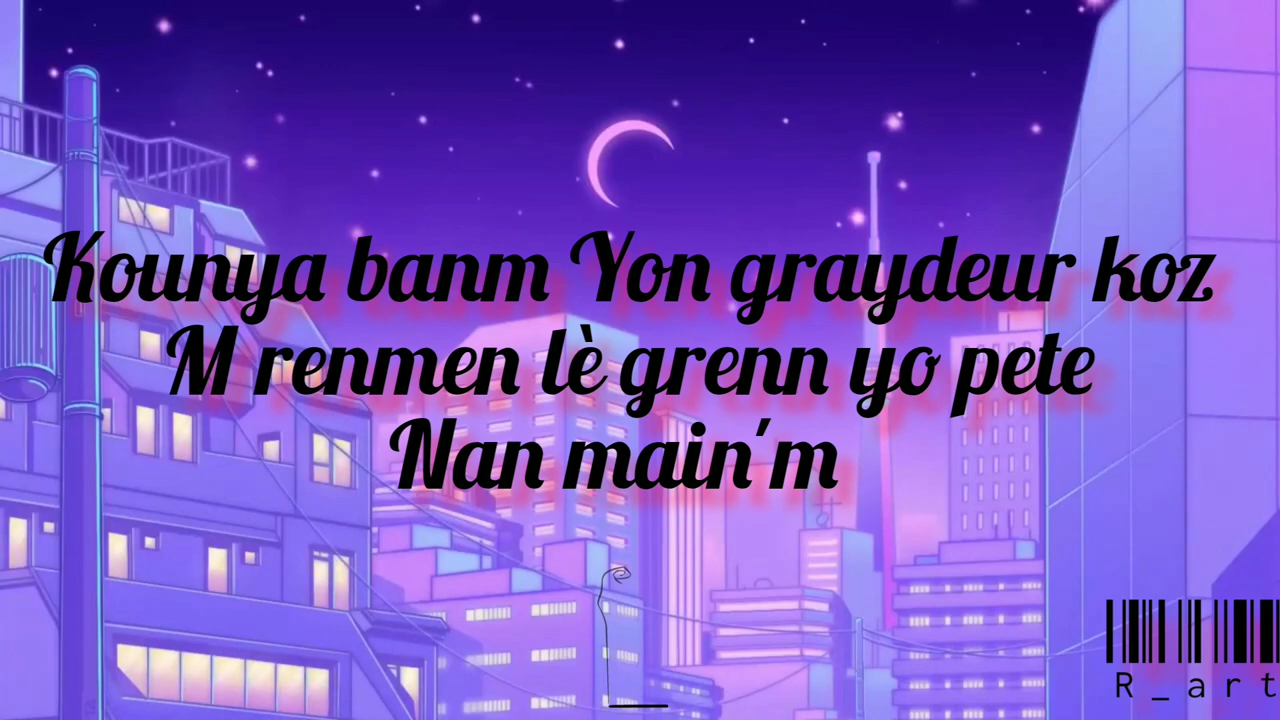 Kounya banm Yon graydeur koz
M renmen lè grenn yo pete
Nan main'm
R_art